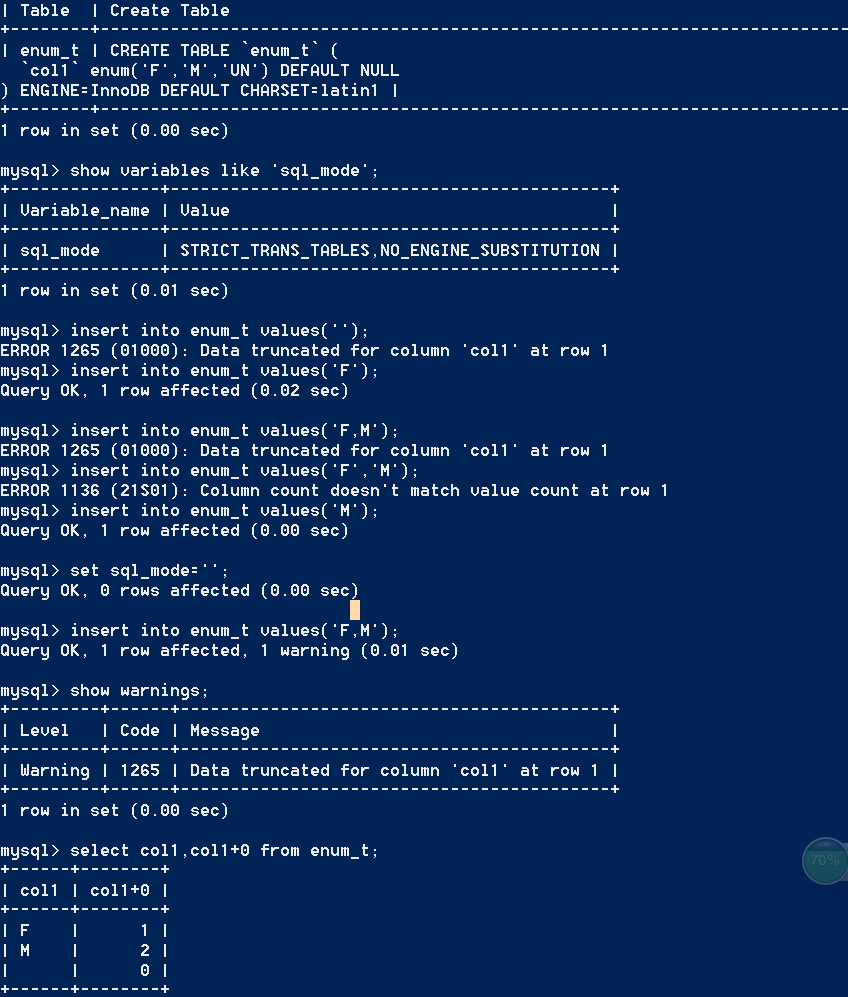 | Table  | Create Table
+--------+---------------------------------------------------------------------------
| enum_t | CREATE TABLE `enum_t` (
  `col1` enum('F','M','UN') DEFAULT NULL
) ENGINE=InnoDB DEFAULT CHARSET=latin1 |
+--------+---------------------------------------------------------------------------
1 row in set (0.00 sec)
mysql> show variables like 'sql_mode';
+---------------+--------------------------------------------+
| Variable_name | Value                                      |
+---------------+--------------------------------------------+
| sql_mode      | STRICT_TRANS_TABLES,NO_ENGINE_SUBSTITUTION |
+---------------+--------------------------------------------+
1 row in set (0.01 sec)
mysql> insert into enum_t values('');
ERROR 1265 (01000): Data truncated for column 'col1' at row 1
mysql> insert into enum_t values('F');
Query OK, 1 row affected (0.02 sec)
mysql> insert into enum_t values('F,M');
ERROR 1265 (01000): Data truncated for column 'col1' at row 1
mysql> insert into enum_t values('F','M');
ERROR 1136 (21S01): Column count doesn't match value count at row 1
mysql> insert into enum_t values('M');
Query OK, 1 row affected (0.00 sec)
mysql> set sql_mode='';
Query OK, 0 rows affected (0.00 sec)
mysql> insert into enum_t values('F,M');
Query OK, 1 row affected, 1 warning (0.01 sec)
mysql> show warnings;
+---------+------+-------------------------------------------+
| Level   | Code | Message                                   |
+---------+------+-------------------------------------------+
| Warning | 1265 | Data truncated for column 'col1' at row 1 |
+---------+------+-------------------------------------------+
1 row in set (0.00 sec)
mysql> select col1,col1+0 from enum_t;
70%
+------+--------+
| col1 | col1+0 |
+------+--------+
| F    |      1 |
| M    |      2 |
|      |      0 |
+------+--------+